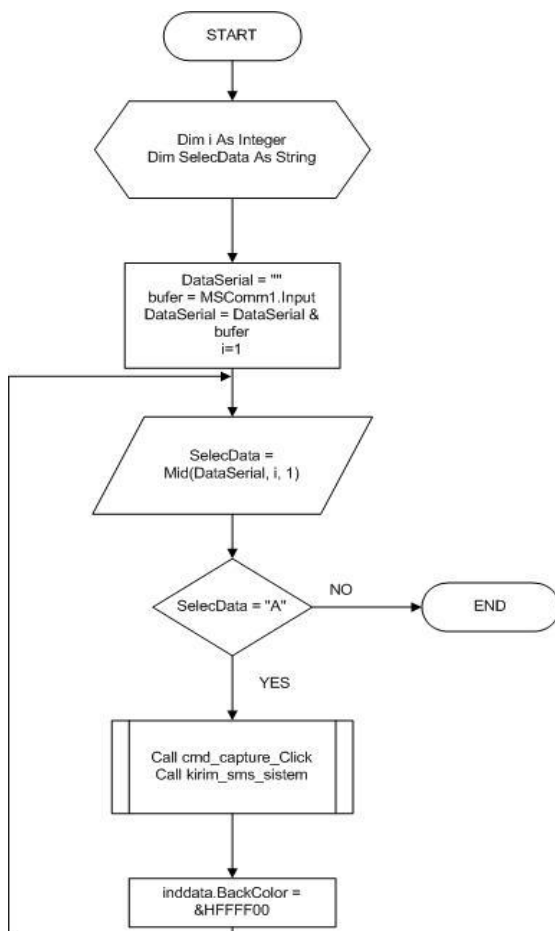 START
Dim i As Integer
Dim SelecData As String
DataSerial = ""
bufer = MSComm1.Input
DataSerial = DataSerial &
bufer
i=1
SelecData =
Mid(DataSerial, i, 1)
SelecData = "A"
NO
END
YES
Call cmd_capture_Click
Call kirim_sms_sistem
inddata.BackColor =
&HFFFF00